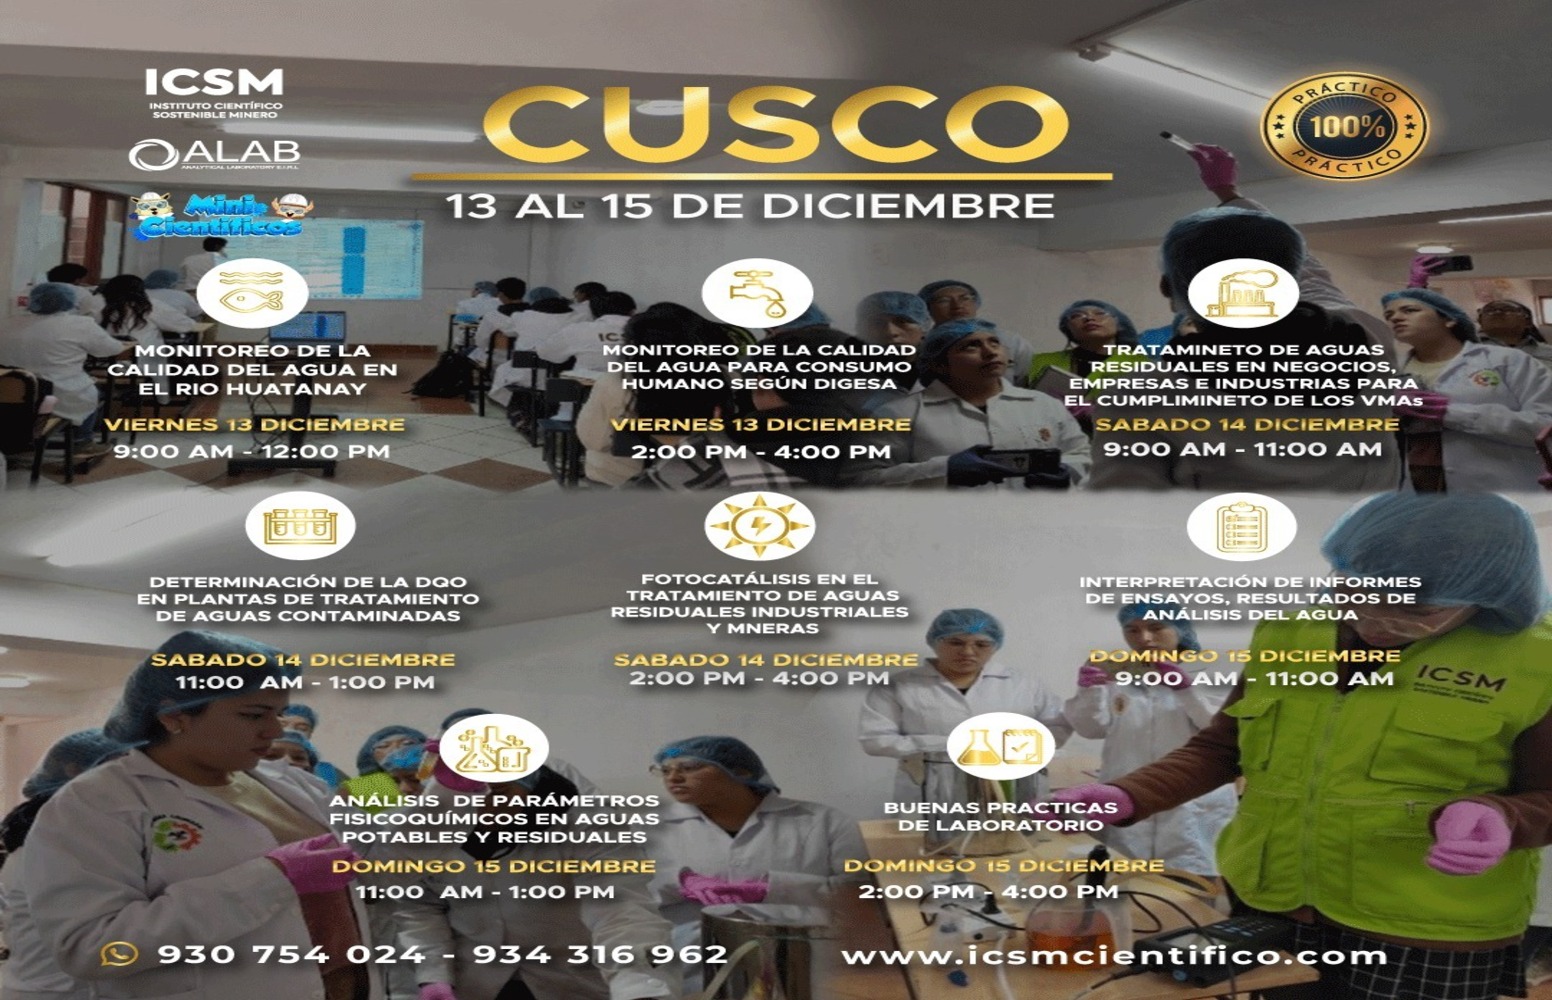 ICSM
INSTITUTO CIENTÍFICO
SOSTENIBLE MINERO
ALAB
ANALYTICAL LABORATORY E.I.R.L.
Minis
Científicos
CUSCO
13 AL 15 DE DICIEMBRE
PRÁCTICO
100%
PRÁCTICO
MONITOREO DE LA
CALIDAD DEL AGUA EN
EL RIO HUATANAY
VIERNES 13 DICIEMBRE
9:00 AM - 12:00 PM
MONITOREO DE LA CALIDAD
DEL AGUA PARA CONSUMO
HUMANO SEGÚN DIGESA
VIERNES 13 DICIEMBRE
2:00 PM - 4:00 PM
TRATAMINETO DE AGUAS
RESIDUALES EN NEGOCIOS,
EMPRESAS E INDUSTRIAS PARA
EL CUMPLIMINETO DE LOS VMAs
SABADO 14 DICIEMBRE
9:00 AM - 11:00 AM
DETERMINACIÓN DE LA DQO
EN PLANTAS DE TRATAMIENTO
DE AGUAS CONTAMINADAS
SABADO 14 DICIEMBRE
11:00 AM - 1:00 PM
FOTOCATÁLISIS EN EL
TRATAMIENTO DE AGUAS
RESIDUALES INDUSTRIALES
Y MNERAS
SABADO 14 DICIEMBRE
2:00 PM - 4:00 PM
INTERPRETACIÓN DE INFORMES
DE ENSAYOS, RESULTADOS DE
ANÁLISIS DEL AGUA
DOMINGO 15 DICIEMBRE
9:00 AM - 11:00 AM
ICSM
ANÁLISIS DE PARÁMETROS
FISICOQUÍMICOS EN AGUAS
POTABLES Y RESIDUALES
DOMINGO 15 DICIEMBRE
11:00 AM - 1:00 PM
BUENAS PRACTICAS
DE LABORATORIO
DOMINGO 15 DICIEMBRE
2:00 PM - 4:00 PM
930 754 024 - 934 316 962
www.icsmcientifico.com